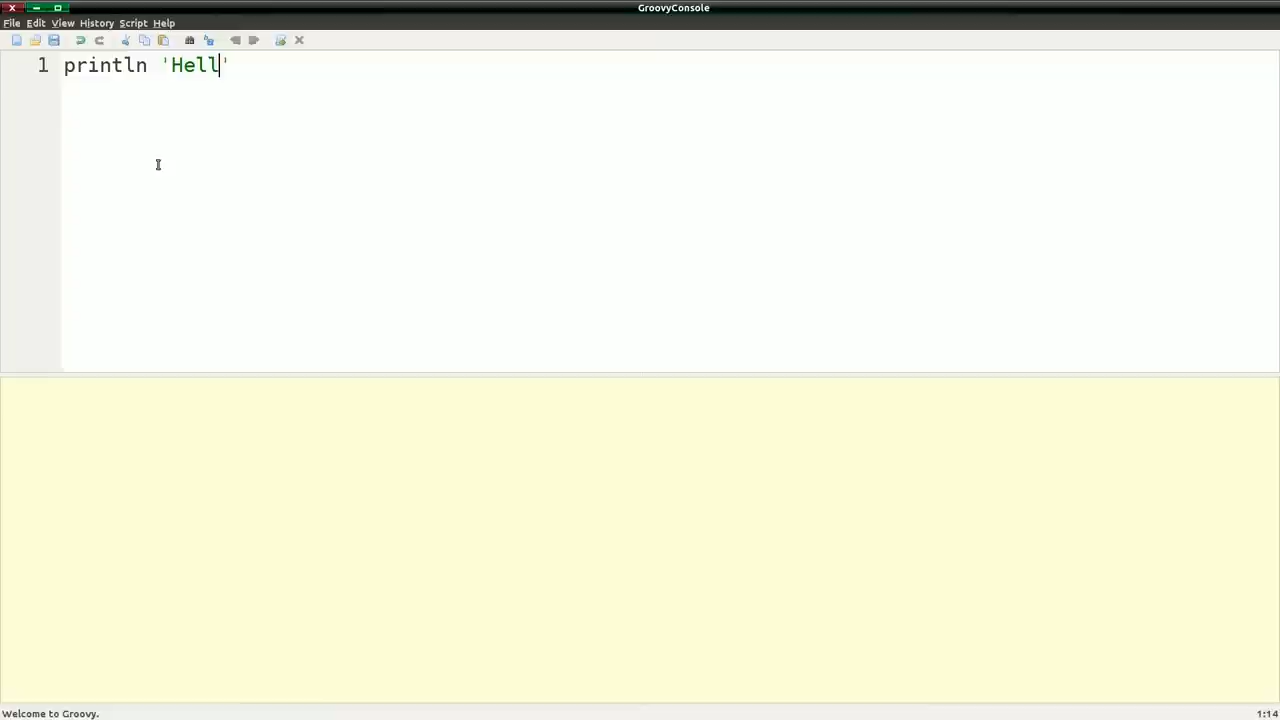 GroovyConsole
File Edit View History Script Help
1 println 'Hell'
Welcome to Groovy. 1:14